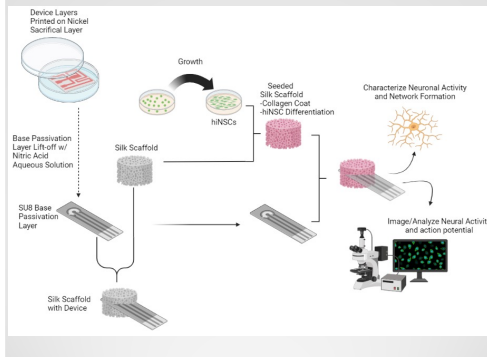 Device Layers
Printed on Nickel
Sacrifical Layer
Growth
hiNSCs
Seeded
Silk Scaffold
-Collagen Coat
-hiNSC Differentiation
Characterize Neuronal Activity
and Network Formation
Base Passivation
Layer Lift-off w/
Nitric Acid
Aqueous Solution
Silk Scaffold
SU8 Base
Passivation
Layer
Image/Analyze Neural Activit
and action potential
Silk Scaffold
with Device